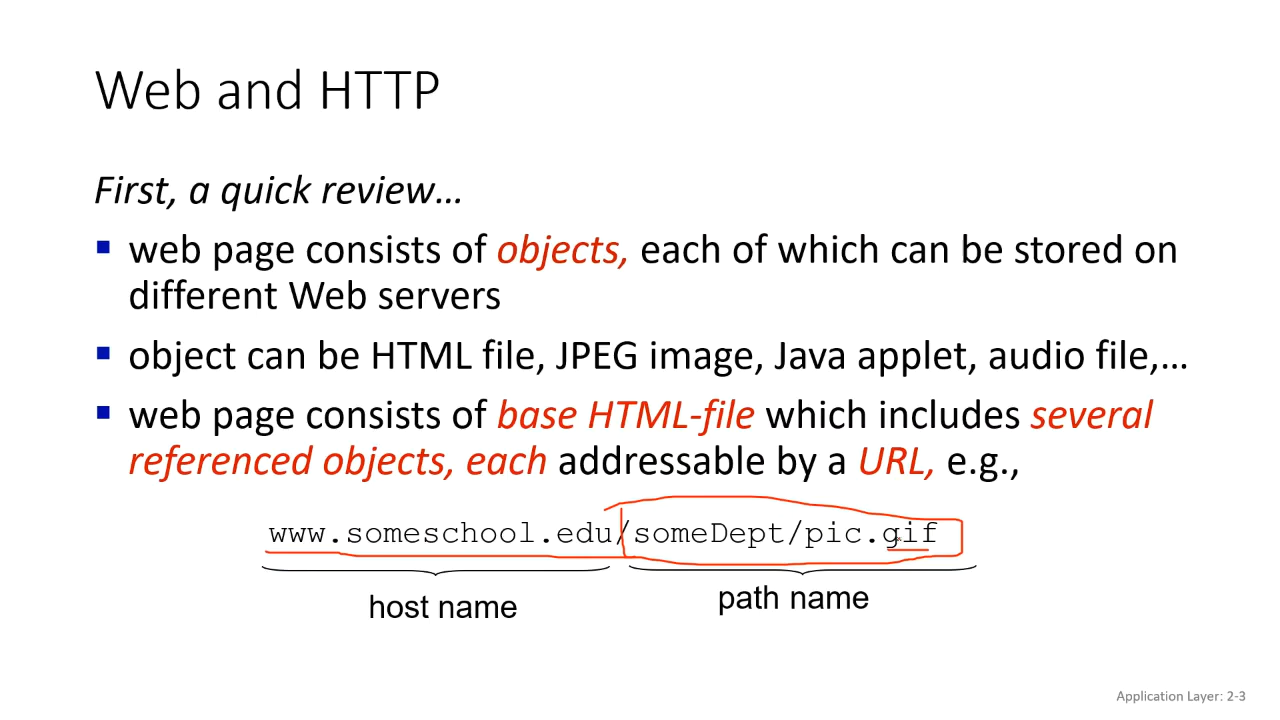 Web and HTTP
First, a quick review…
▪ web page consists of objects, each of which can be stored on
different Web servers
▪ object can be HTML file, JPEG image, Java applet, audio file,…
▪ web page consists of base HTML-file which includes several
referenced objects, each addressable by a URL, e.g.,
www.someschool.edu/someDept/pic.gif
host name
path name
Application Layer: 2-3